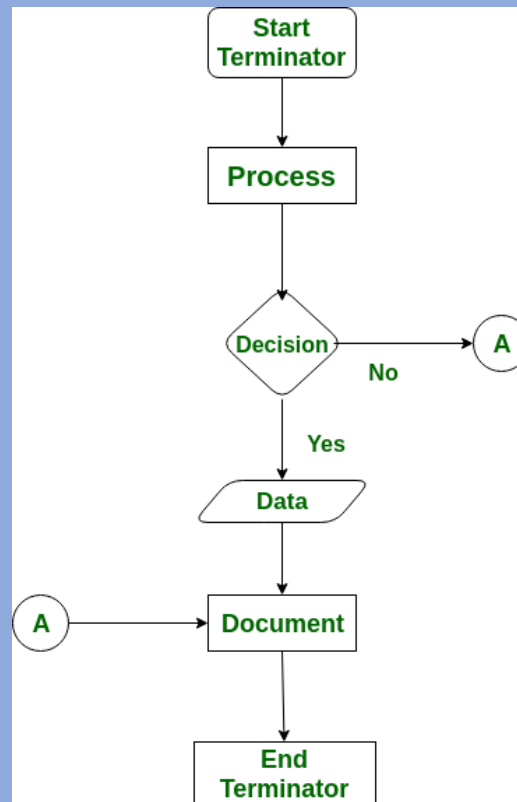 Start
Terminator
Process
Decision
A
No
Yes
Data
A
Document
End
Terminator